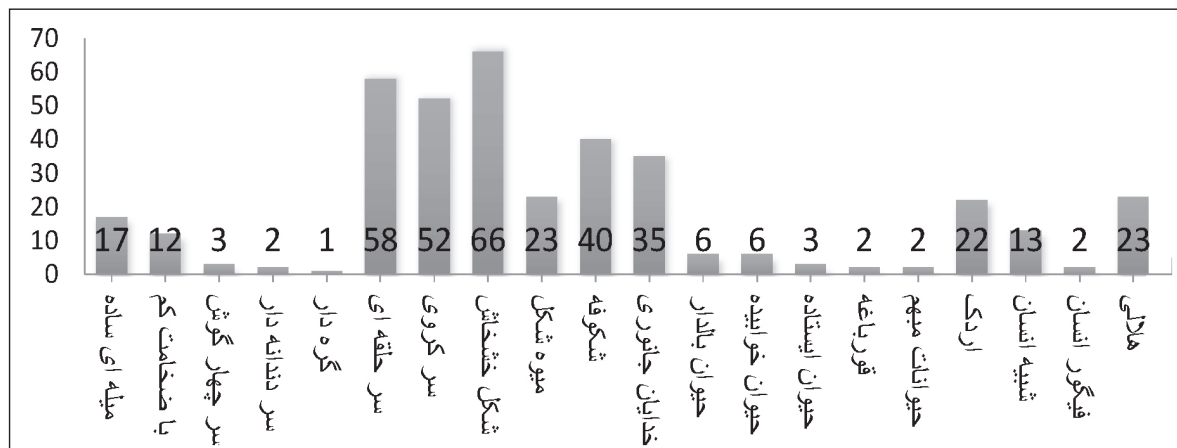 70
60
50
40
30
20
10
0
17
12
3
2
1
58
52
66
23
40
35
6
6
3
2
2
22
13
2
23
میله ای ساده
با ضخامت کم
سر چهار گوش
سر دندانه دار
گره دار
سر حلقه ای
سر کروی
شکل خشخاش
میوه شکل
شکوفه
خدایان جانوری
حیوان بالدار
حیوان خوابیده
حیوان ایستاده
قورباغه
حیوانات مبهم
اردک
شبیه انسان
فیگور انسان
هلالی